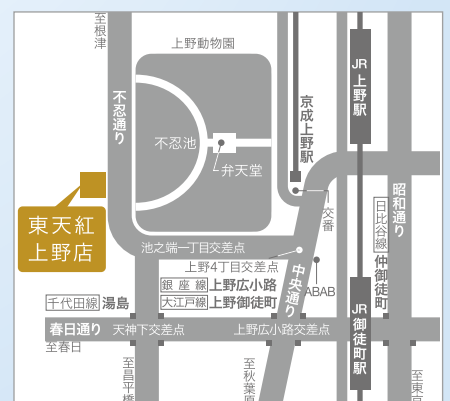 至根津
上野動物園
JR 上野駅
不忍通り
京成上野駅
不忍池
弁天堂
東天紅
上野店
昭和通り
日比谷線 仲御徒町
交番
池之端一丁目交差点
上野4丁目交差点
中央通り
ABAB
銀座線 上野広小路
大江戸線 上野御徒町
千代田線 湯島
JR 御徒町駅
春日通り 天神下交差点 上野広小路交差点
至春日
至昌平橋
至秋葉原